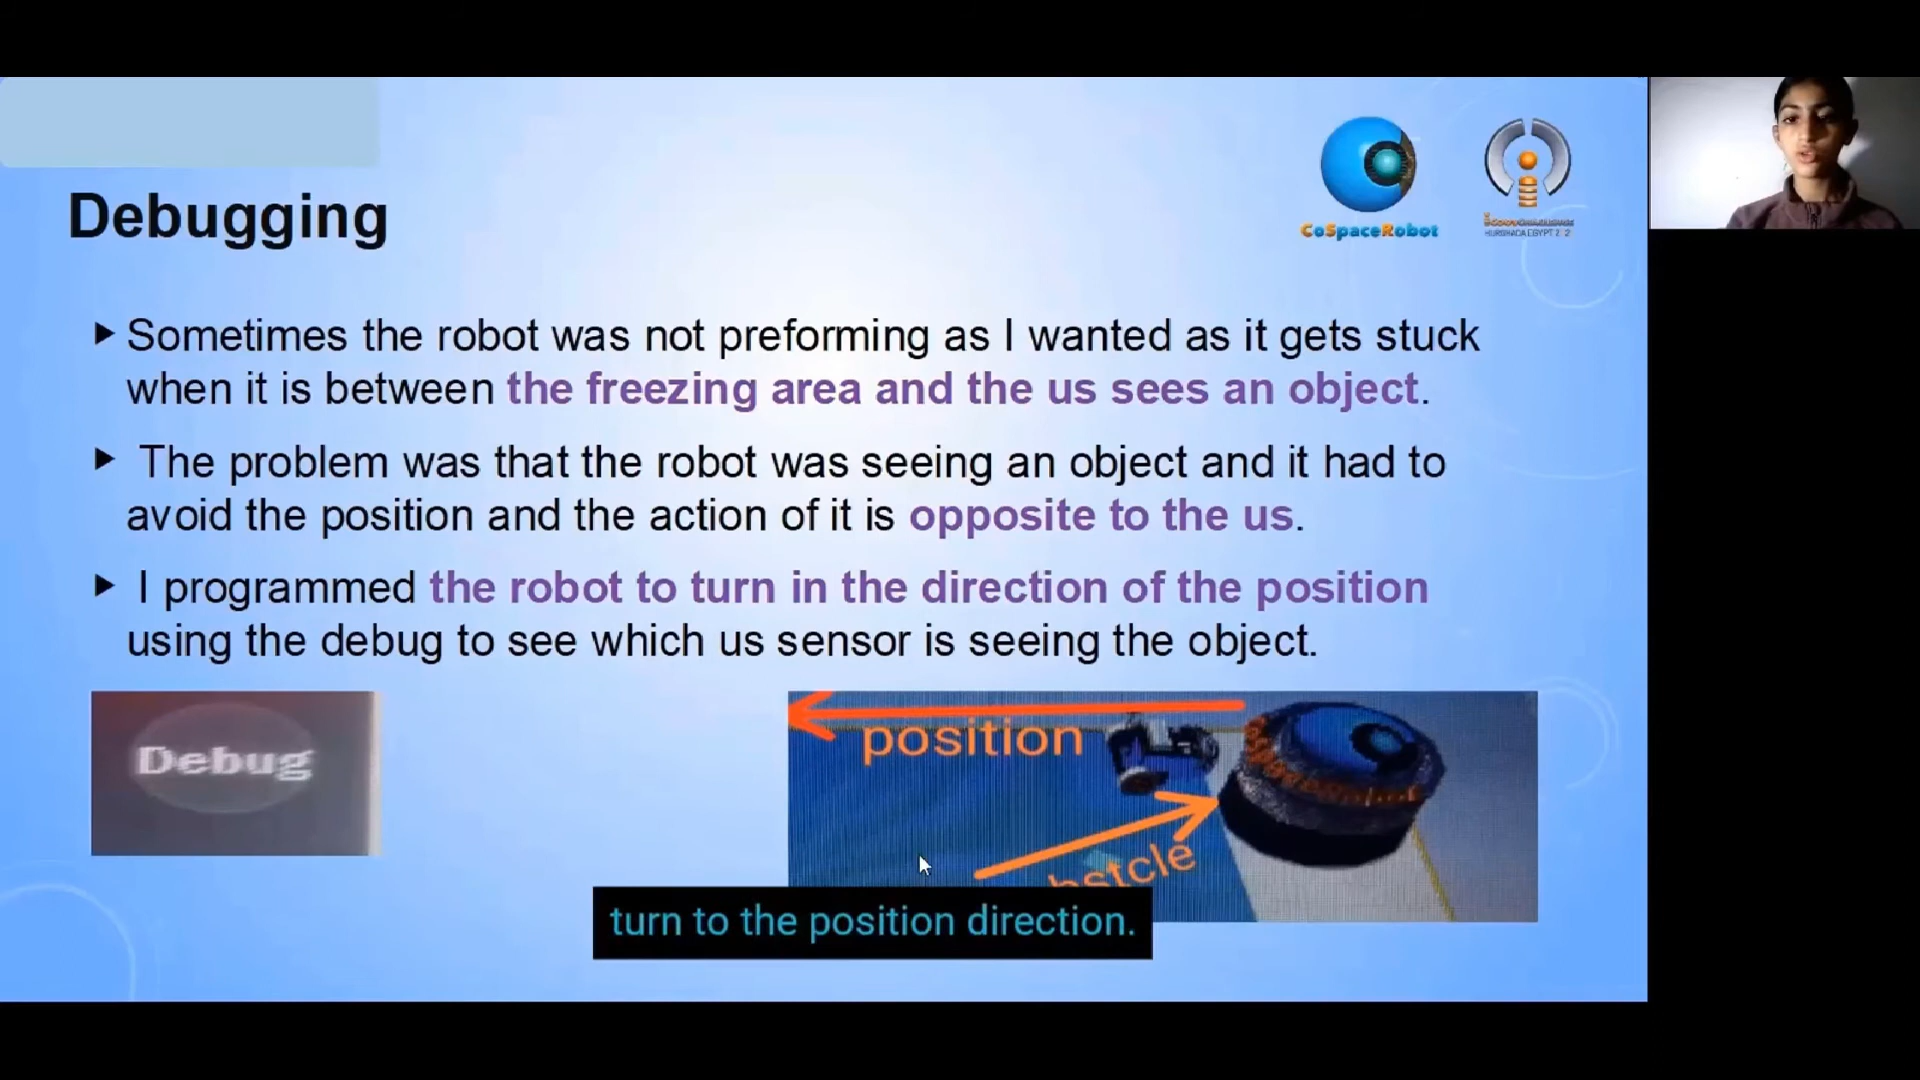 CoSpaceRobot
HURGHADA EGYPT 2 2
Debugging
Sometimes the robot was not preforming as I wanted as it gets stuck
when it is between the freezing area and the us sees an object.
The problem was that the robot was seeing an object and it had to
avoid the position and the action of it is opposite to the us.
I programmed the robot to turn in the direction of the position
using the debug to see which us sensor is seeing the object.
Debug
position
turn to the position direction.